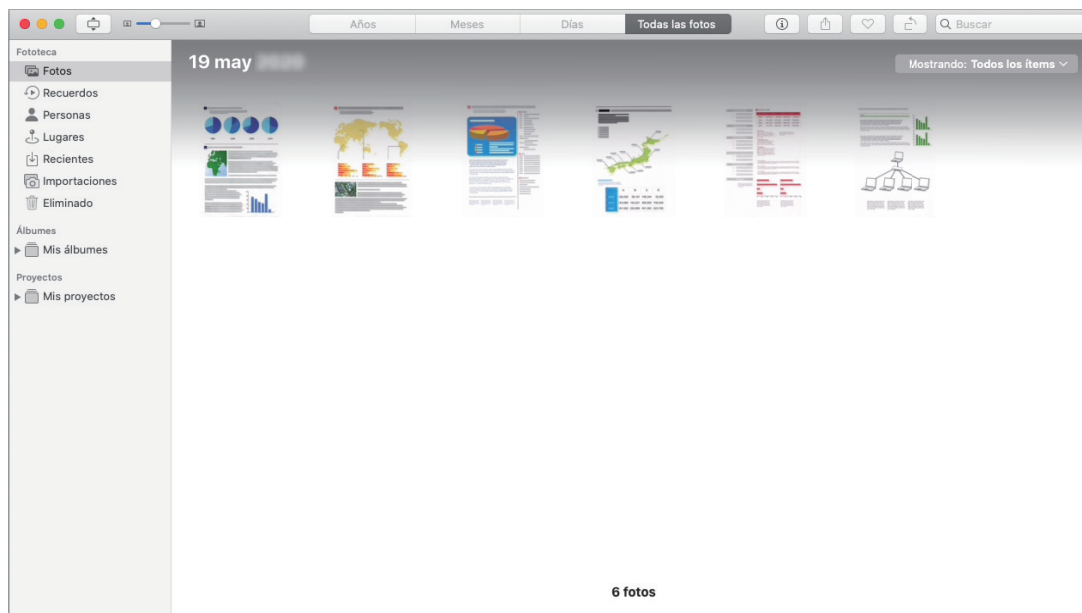 Años Meses Días Todas las fotos Buscar
Fototeca
Fotos
Recuerdos
Personas
Lugares
Recientes
Importaciones
Eliminado
Álbumes
Mis álbumes
Proyectos
Mis proyectos
19 may
Mostrando: Todos los ítems
6 fotos